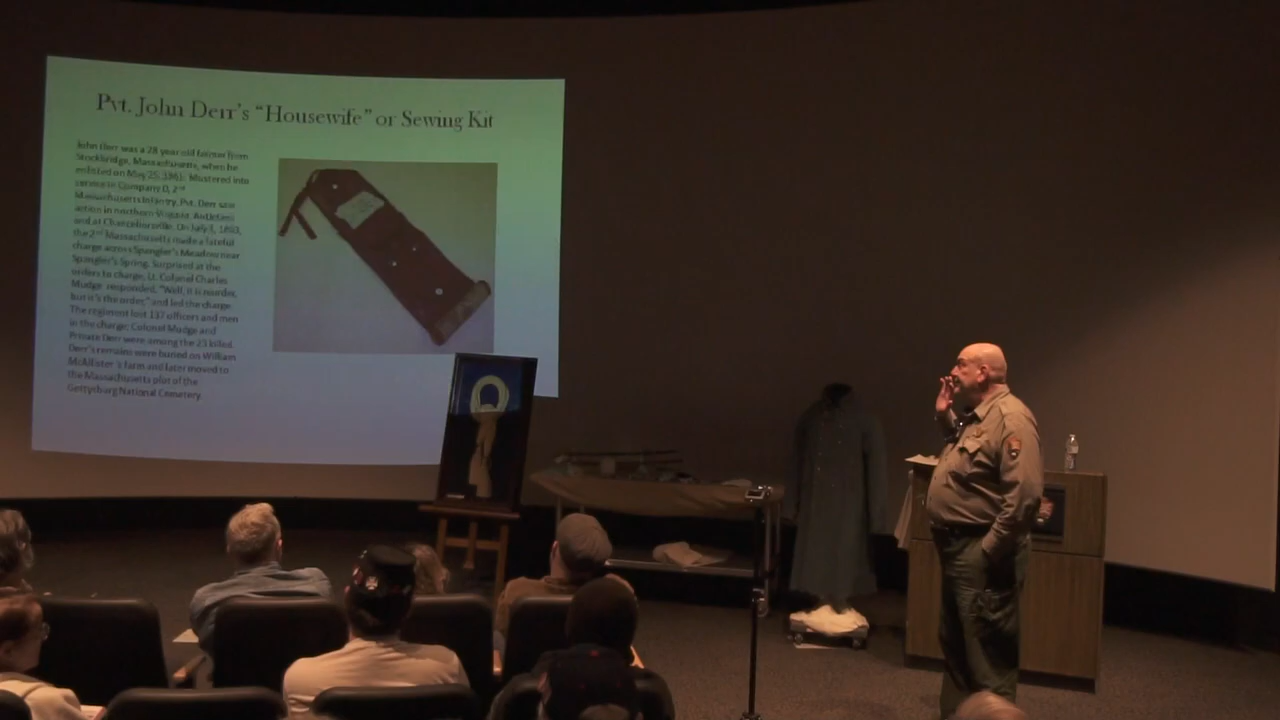 Pvt. John Derr's "Housewife" or Sewing Kit
John Derr was a 28 year old farmer from
Stockbridge, Massachusetts, when he
enlisted on May 25, 1861. Mustered into
service in Company D, 2nd
Massachusetts Infantry, Pvt. Derr saw
action in northern Virginia, Antietam
and at Chancellorsville. On July 3, 1863,
the 2nd Massachusetts made a fateful
charge across Spangler's Meadow near
Spangler's Spring. Surprised at the
orders to charge, Lt. Colonel Charles
Mudge responded, "Well, it is murder,
but it's the order," and led the charge.
The regiment lost 137 officers and men
in the charge; Colonel Mudge and
Private Derr were among the 23 killed.
Derr's remains were buried on William
McAllister's farm and later moved to
the Massachusetts plot of the
Gettysburg National Cemetery.